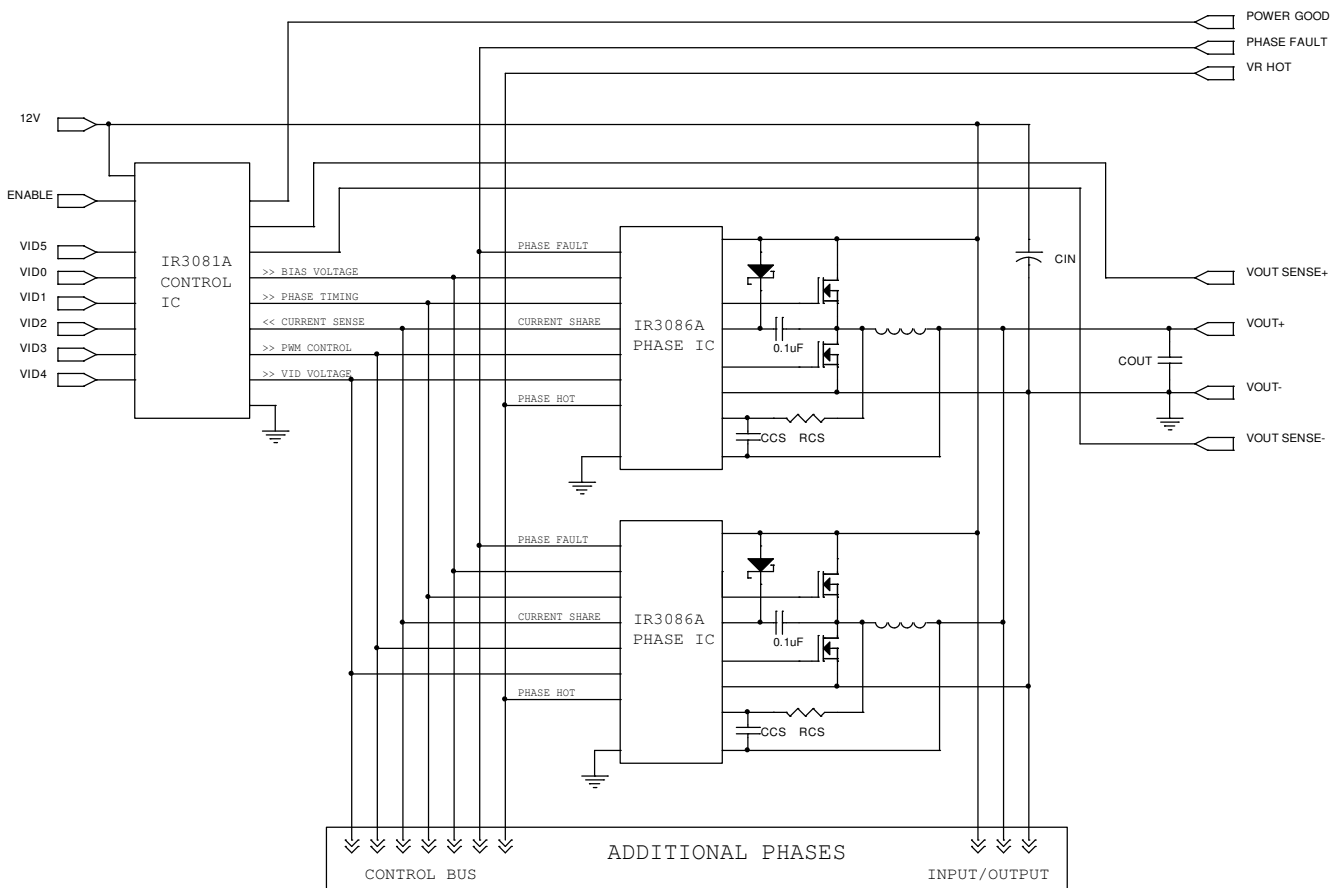 POWER GOOD
PHASE FAULT
VR HOT
12V
ENABLE
VID5
VID0
VID1
VID2
VID3
VID4
IR3081A
CONTROL
IC
>> BIAS VOLTAGE
>> PHASE TIMING
<< CURRENT SENSE
>> PWM CONTROL
>> VID VOLTAGE
PHASE FAULT
CURRENT SHARE
PHASE HOT
IR3086A
PHASE IC
0.1uF
CCS RCS
CIN
COUT
VOUT SENSE+
VOUT+
VOUT-
VOUT SENSE-
PHASE FAULT
CURRENT SHARE
PHASE HOT
IR3086A
PHASE IC
0.1uF
CCS RCS
ADDITIONAL PHASES
CONTROL BUS
INPUT/OUTPUT